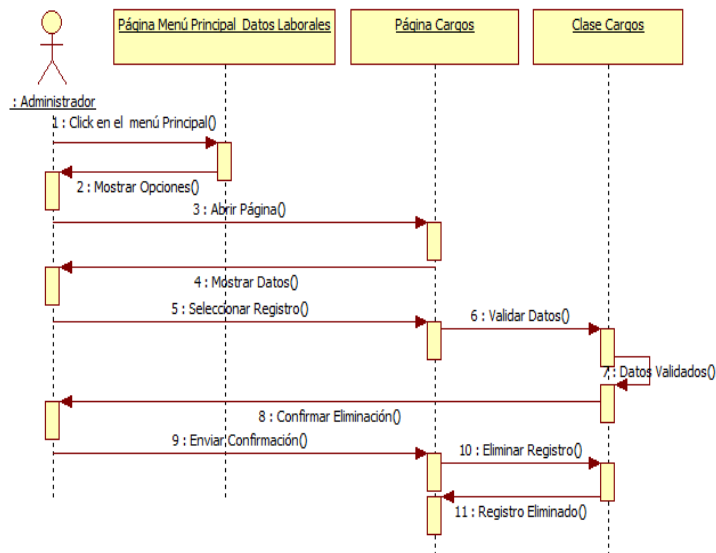 Página Menú Principal Datos Laborales
Página Cargos
Clase Cargos
: Administrador
1 : Click en el menú Principal()
2 : Mostrar Opciones()
3 : Abrir Página()
4 : Mostrar Datos()
5 : Seleccionar Registro()
6 : Validar Datos()
7 : Datos Validados()
8 : Confirmar Eliminación()
9 : Enviar Confirmación()
10 : Eliminar Registro()
11 : Registro Eliminado()